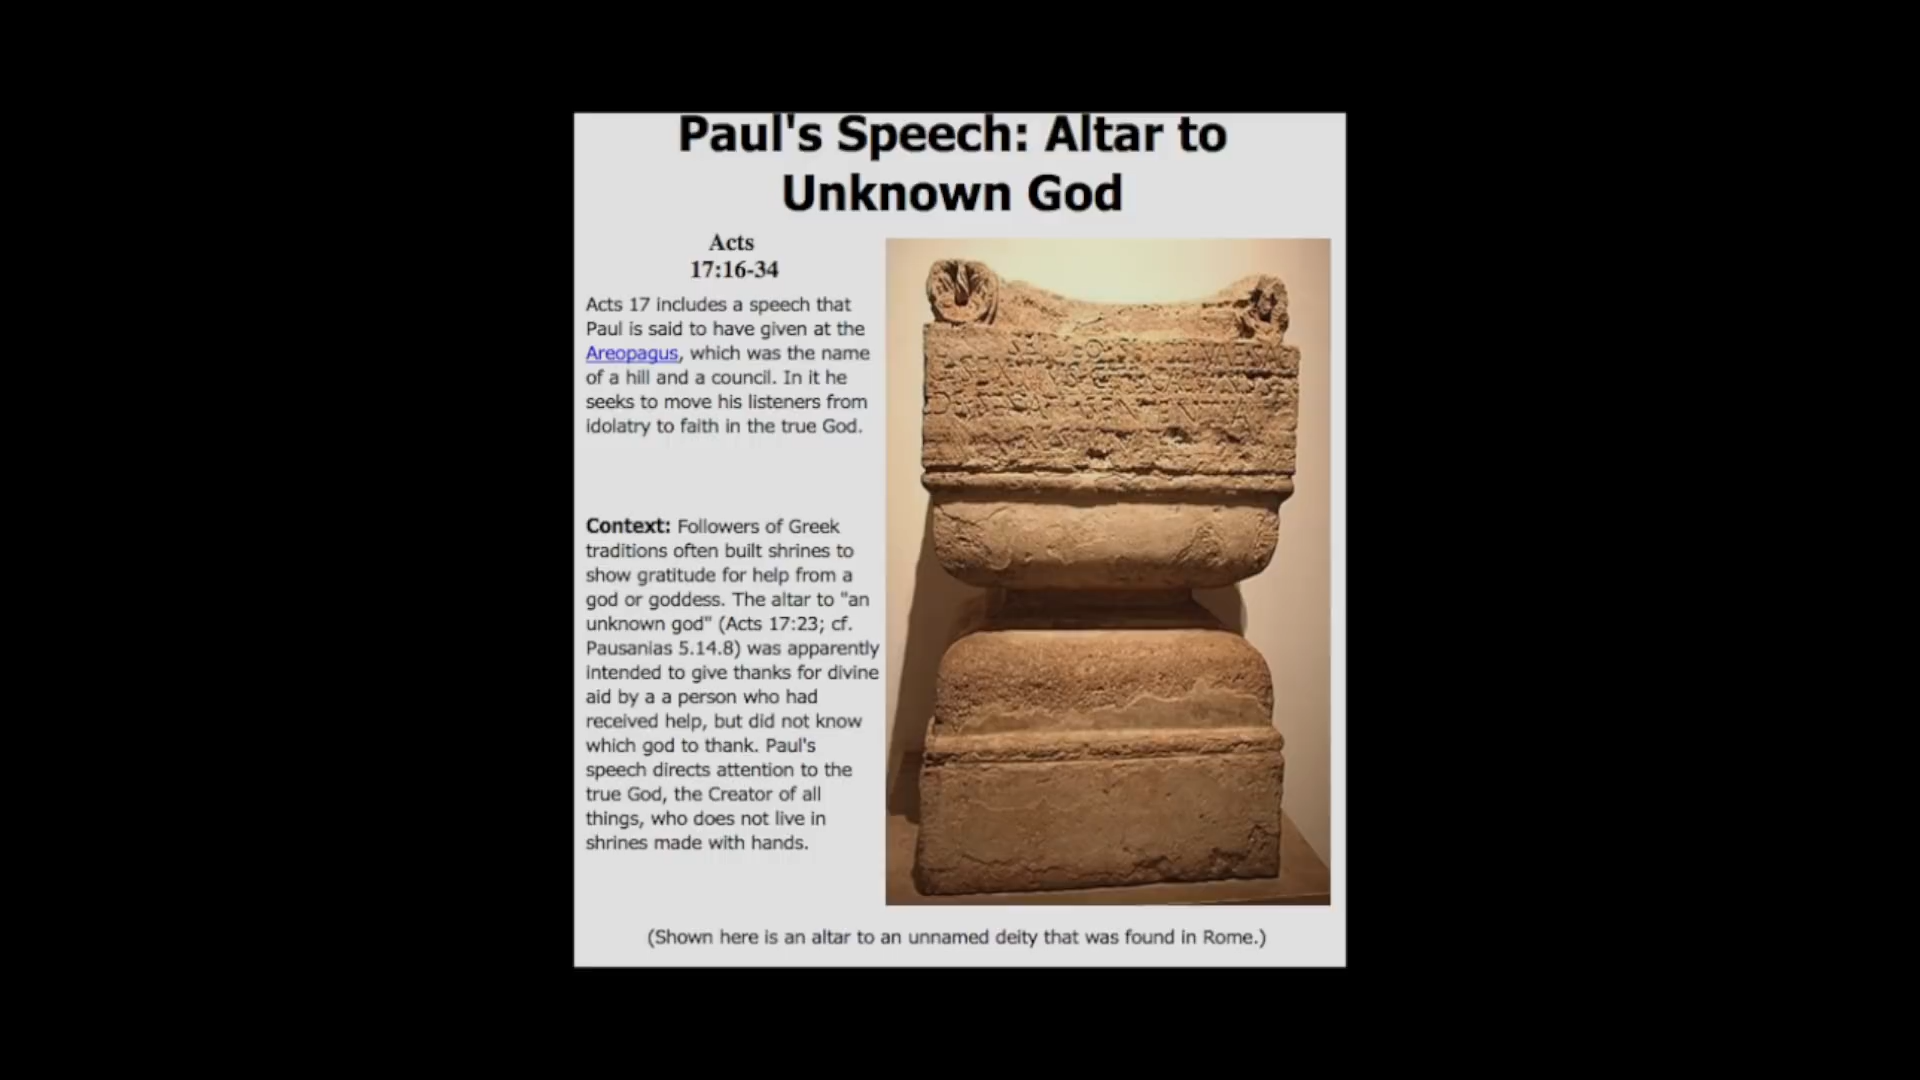 Paul's Speech: Altar to
Unknown God
Acts
17:16-34
Acts 17 includes a speech that
Paul is said to have given at the
Areopagus, which was the name
of a hill and a council. In it he
seeks to move his listeners from
idolatry to faith in the true God.
Context: Followers of Greek
traditions often built shrines to
show gratitude for help from a
god or goddess. The altar to "an
unknown god" (Acts 17:23; cf.
Pausanias 5.14.8) was apparently
intended to give thanks for divine
aid by a a person who had
received help, but did not know
which god to thank. Paul's
speech directs attention to the
true God, the Creator of all
things, who does not live in
shrines made with hands.
(Shown here is an altar to an unnamed deity that was found in Rome.)